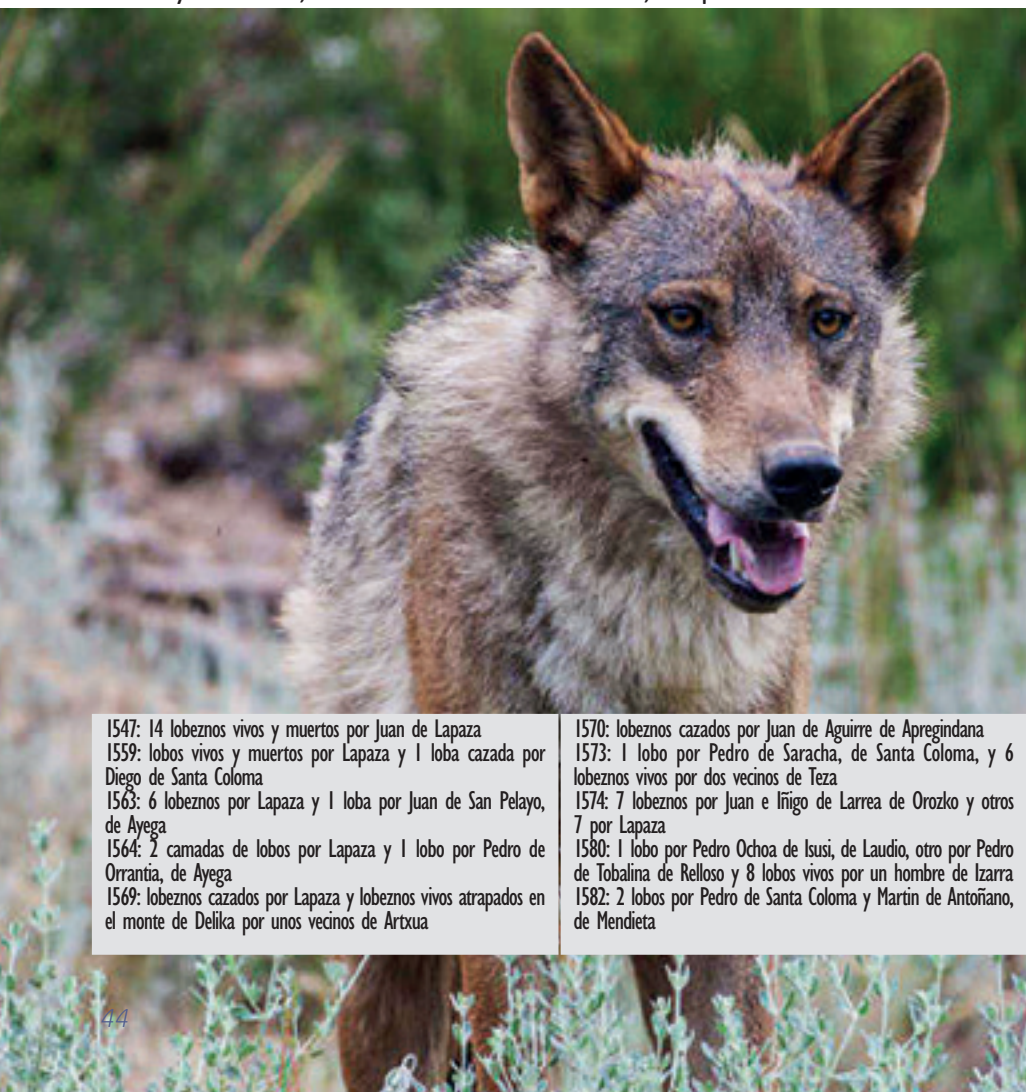 1547: 14 lobeznos vivos y muertos por Juan de Lapaza
1559: lobos vivos y muertos por Lapaza y 1 loba cazada por
Diego de Santa Coloma
1563: 6 lobeznos por Lapaza y 1 loba por Juan de San Pelayo,
de Ayega
1564: 2 camadas de lobos por Lapaza y 1 lobo por Pedro de
Orrantia, de Ayega
1569: lobeznos cazados por Lapaza y lobeznos vivos atrapados en
el monte de Delika por unos vecinos de Artxua
1570: lobeznos cazados por Juan de Aguirre de Apregindana
1573: 1 lobo por Pedro de Saracha, de Santa Coloma, y 6
lobeznos vivos por dos vecinos de Teza
1574: 7 lobeznos por Juan e Iñigo de Larrea de Orozko y otros
7 por Lapaza
1580: 1 lobo por Pedro Ochoa de Isusi, de Laudio, otro por Pedro
de Tobalina de Relloso y 8 lobos vivos por un hombre de Izarra
1582: 2 lobos por Pedro de Santa Coloma y Martin de Antoñano,
de Mendieta
44